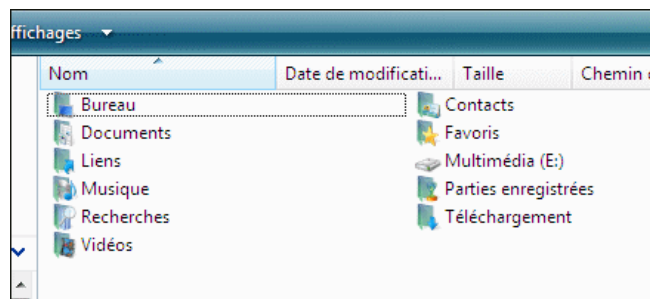 ffichages
Nom Date de modificati... Taille Chemin
Bureau Contacts
Documents Favoris
Liens Multimédia (E:)
Musique Parties enregistrées
Recherches Téléchargement
Vidéos